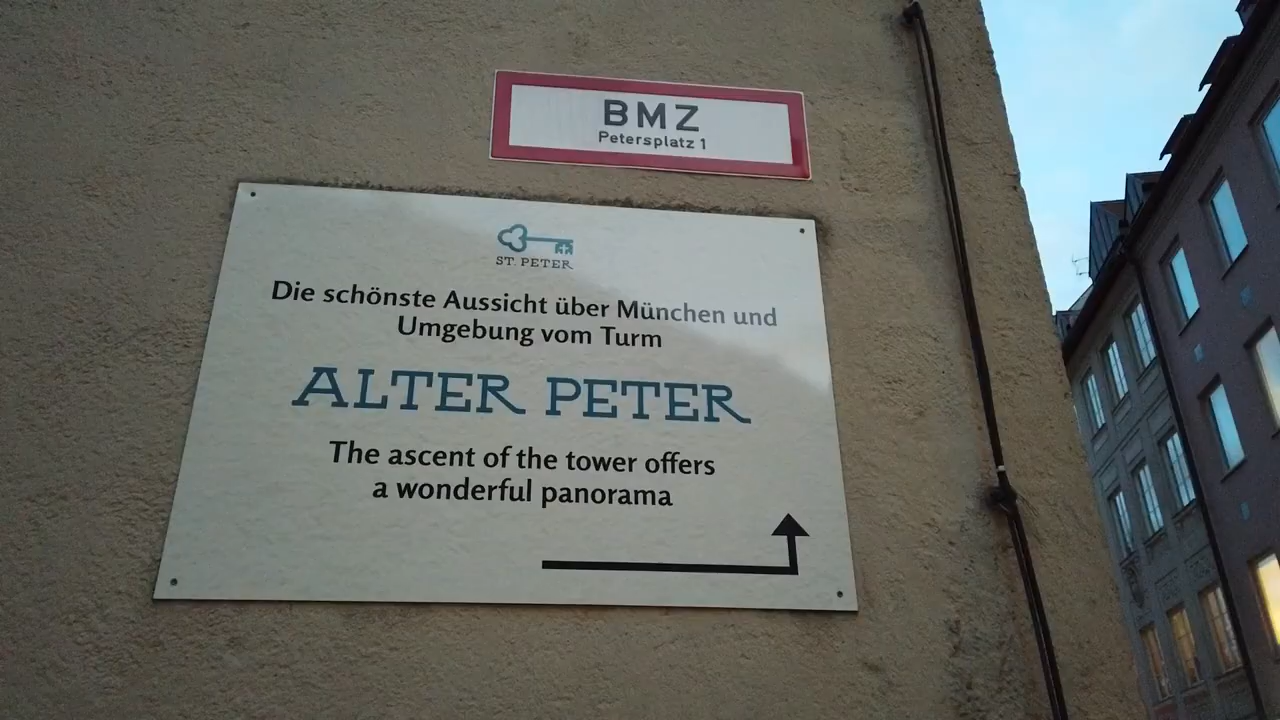 BMZ
Petersplatz 1
ST. PETER
Die schönste Aussicht über München und
Umgebung vom Turm
ALTER PETER
The ascent of the tower offers
a wonderful panorama